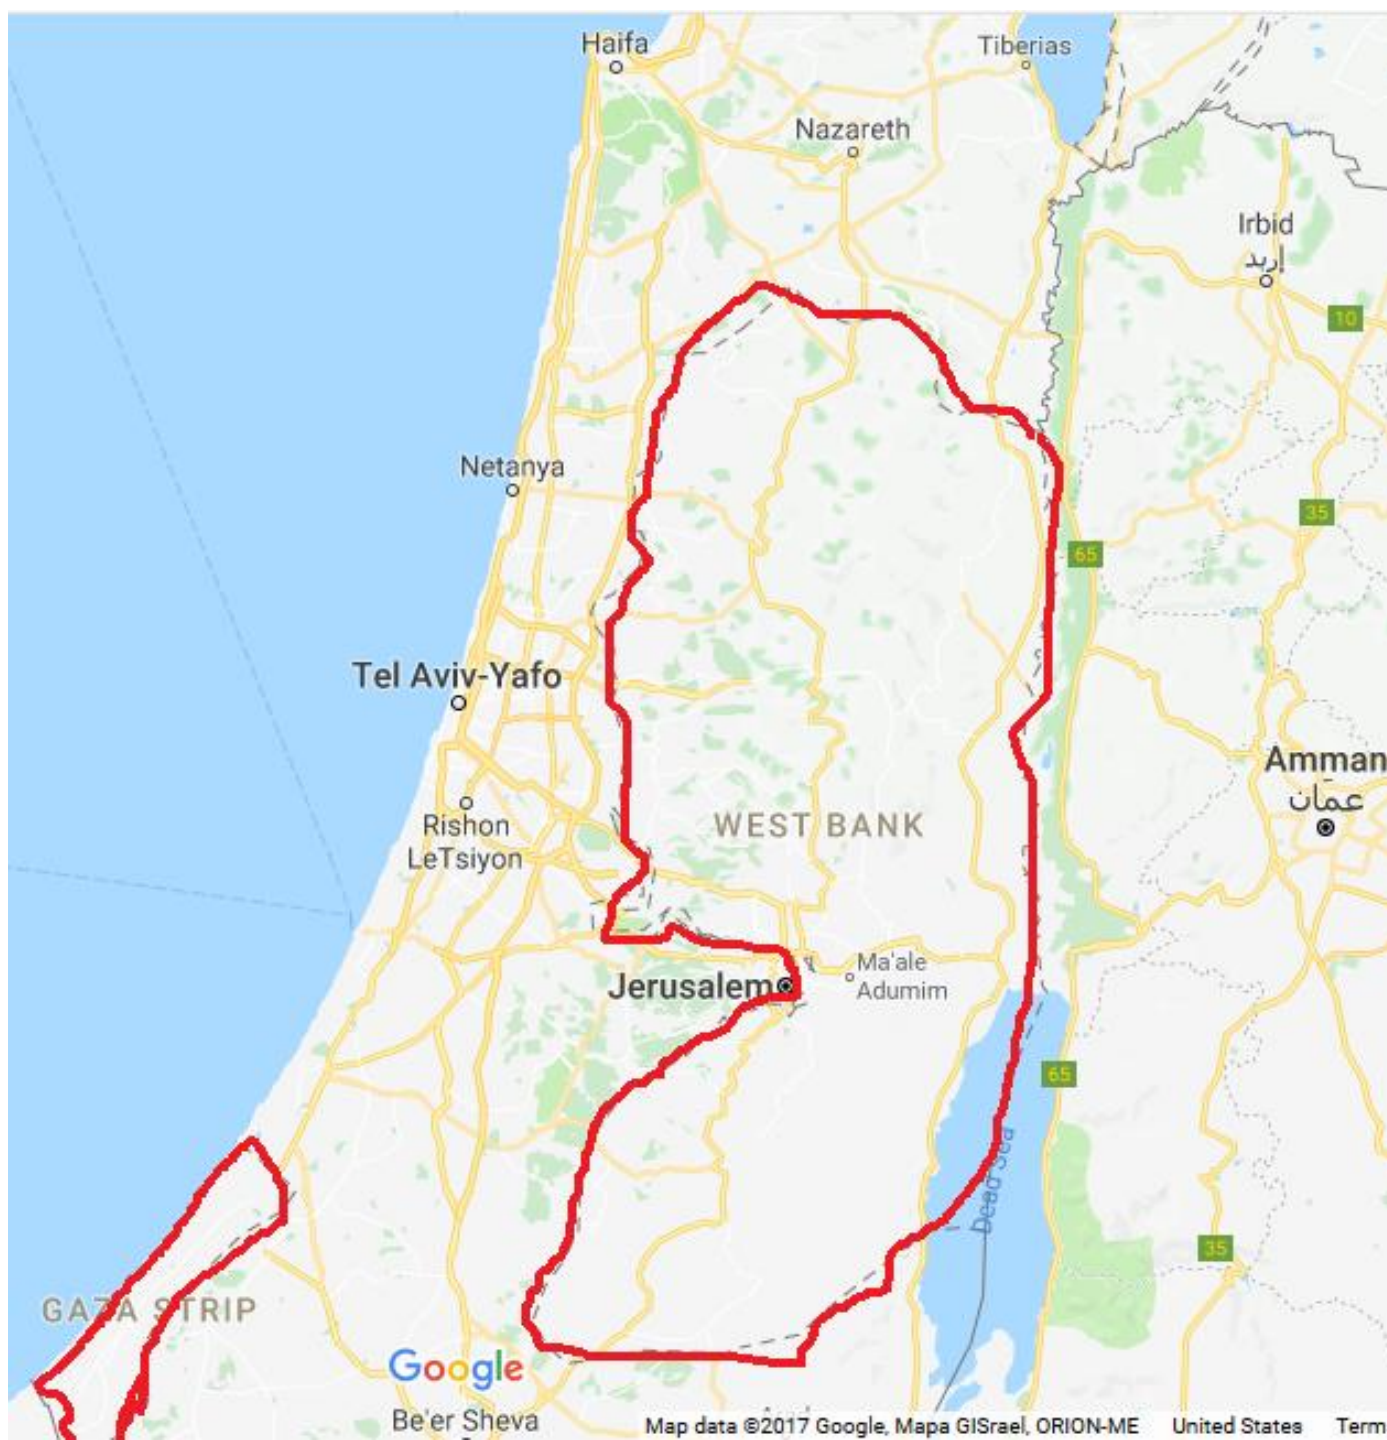 Haifa
Tiberias
Nazareth
Irbid
إربد
10
Netanya
35
65
Tel Aviv-Yafo
Amman
عمان
Rishon
LeTsiyon
WEST BANK
Jerusalem
Ma'ale
Adumim
65
Dead Sea
35
GAZA STRIP
Google
Be'er Sheva
Map data ©2017 Google, Mapa GISrael, ORION-ME United States Term